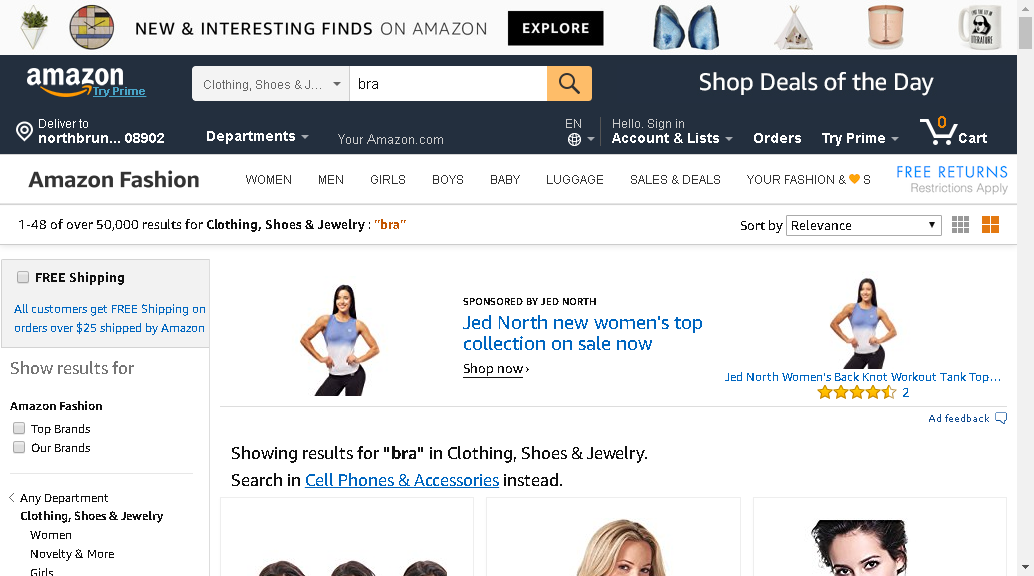 NEW & INTERESTING FINDS ON AMAZON
EXPLORE
THE LOT OF
LITERATURE
amazon
Try Prime
Clothing, Shoes & J...
bra
Shop Deals of the Day
Deliver to
northbrun... 08902
Departments
Your Amazon.com
EN
Hello. Sign in
Account & Lists
Orders
Try Prime
0
Cart
Amazon Fashion
WOMEN
MEN
GIRLS
BOYS
BABY
LUGGAGE
SALES & DEALS
YOUR FASHION & 🧡 S
FREE RETURNS
Restrictions Apply
1-48 of over 50,000 results for Clothing, Shoes & Jewelry : "bra"
Sort by Relevance
FREE Shipping
All customers get FREE Shipping on
orders over $25 shipped by Amazon
Show results for
Amazon Fashion
Top Brands
Our Brands
Any Department
Clothing, Shoes & Jewelry
Women
Novelty & More
Girls
SPONSORED BY JED NORTH
Jed North new women's top
collection on sale now
Shop now ›
Jed North Women's Back Knot Workout Tank Top...
2
Ad feedback
Showing results for "bra" in Clothing, Shoes & Jewelry.
Search in Cell Phones & Accessories instead.